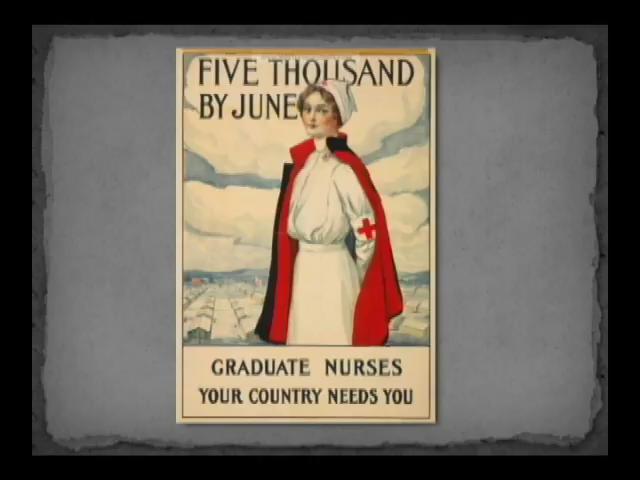 FIVE THOUSAND
BY JUNE
GRADUATE NURSES
YOUR COUNTRY NEEDS YOU